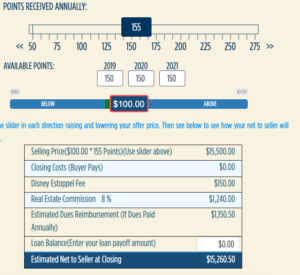 POINTS RECEIVED ANNUALLY:
155
<< 50 75 100 125 150 175 200 225 250 275 >>
AVAILABLE POINTS: 2019 2020 2021
150 150 150
BELOW $100.00 ABOVE
e slider in each direction raising and lowering your offer price. Then see below to see how your net to seller will
Selling Price($100.00 * 155 Points)(Use slider above) $15,500.00
Closing Costs (Buyer Pays) $0.00
Disney Estoppel Fee $150.00
Real Estate Commission 8 % $1,240.00
Estimated Dues Reimbursement (If Dues Paid $1,150.50
Annually)
Loan Balance(Enter your loan payoff amount) $0.00
Estimated Net to Seller at Closing $15,260.50